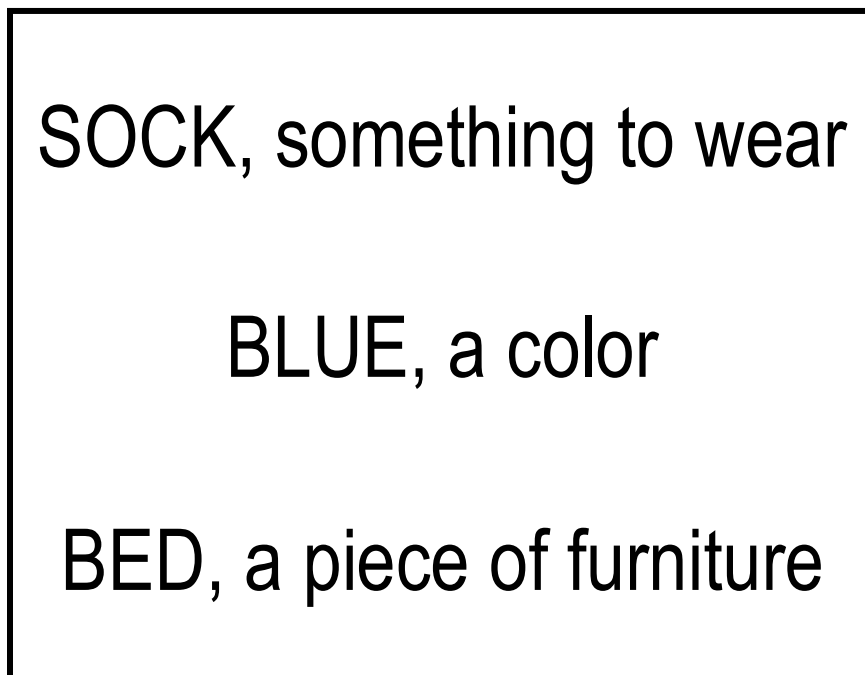 SOCK, something to wear
BLUE, a color
BED, a piece of furniture